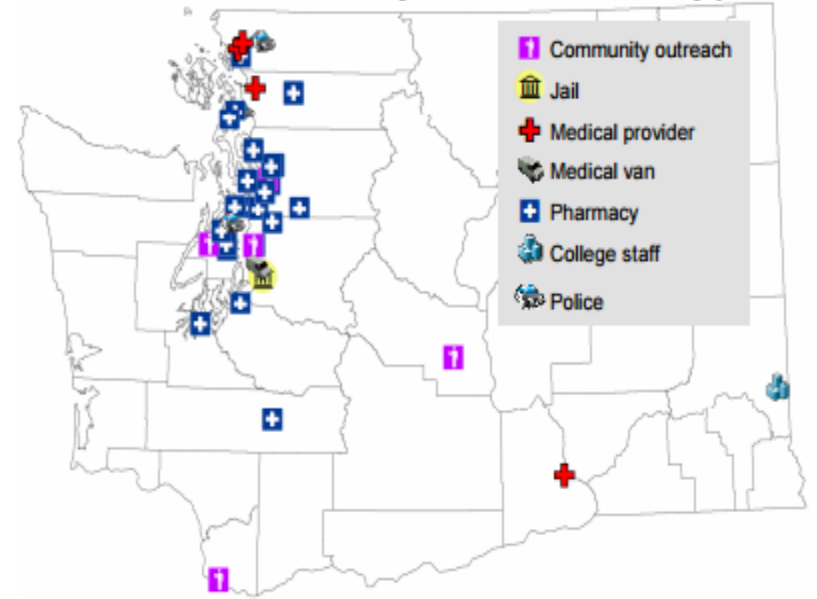 Community outreach
Jail
Medical provider
Medical van
Pharmacy
College staff
Police